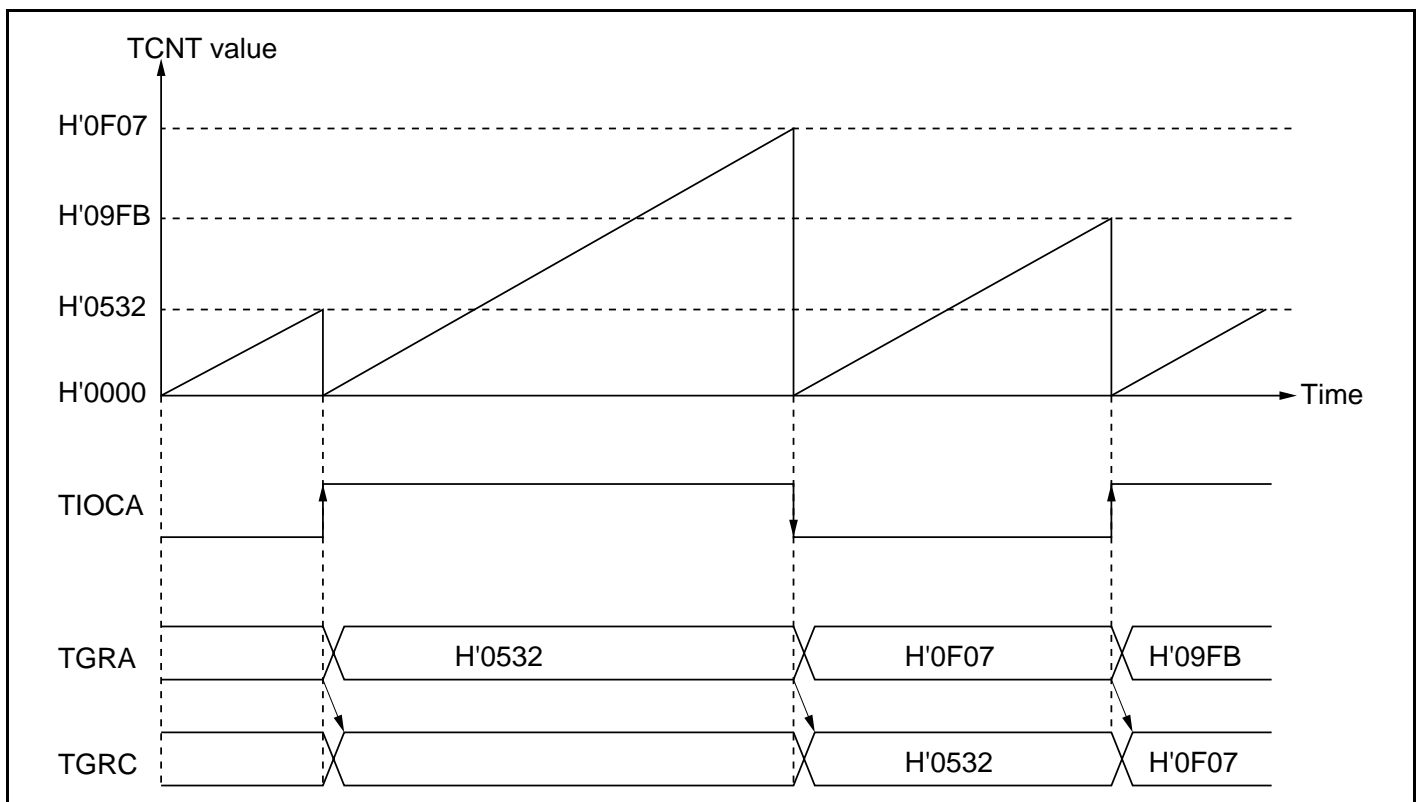 TCNT value
H'0F07
H'09FB
H'0532
H'0000
Time
TIOCA
TGRA H'0532 H'0F07 H'09FB
TGRC H'0532 H'0F07